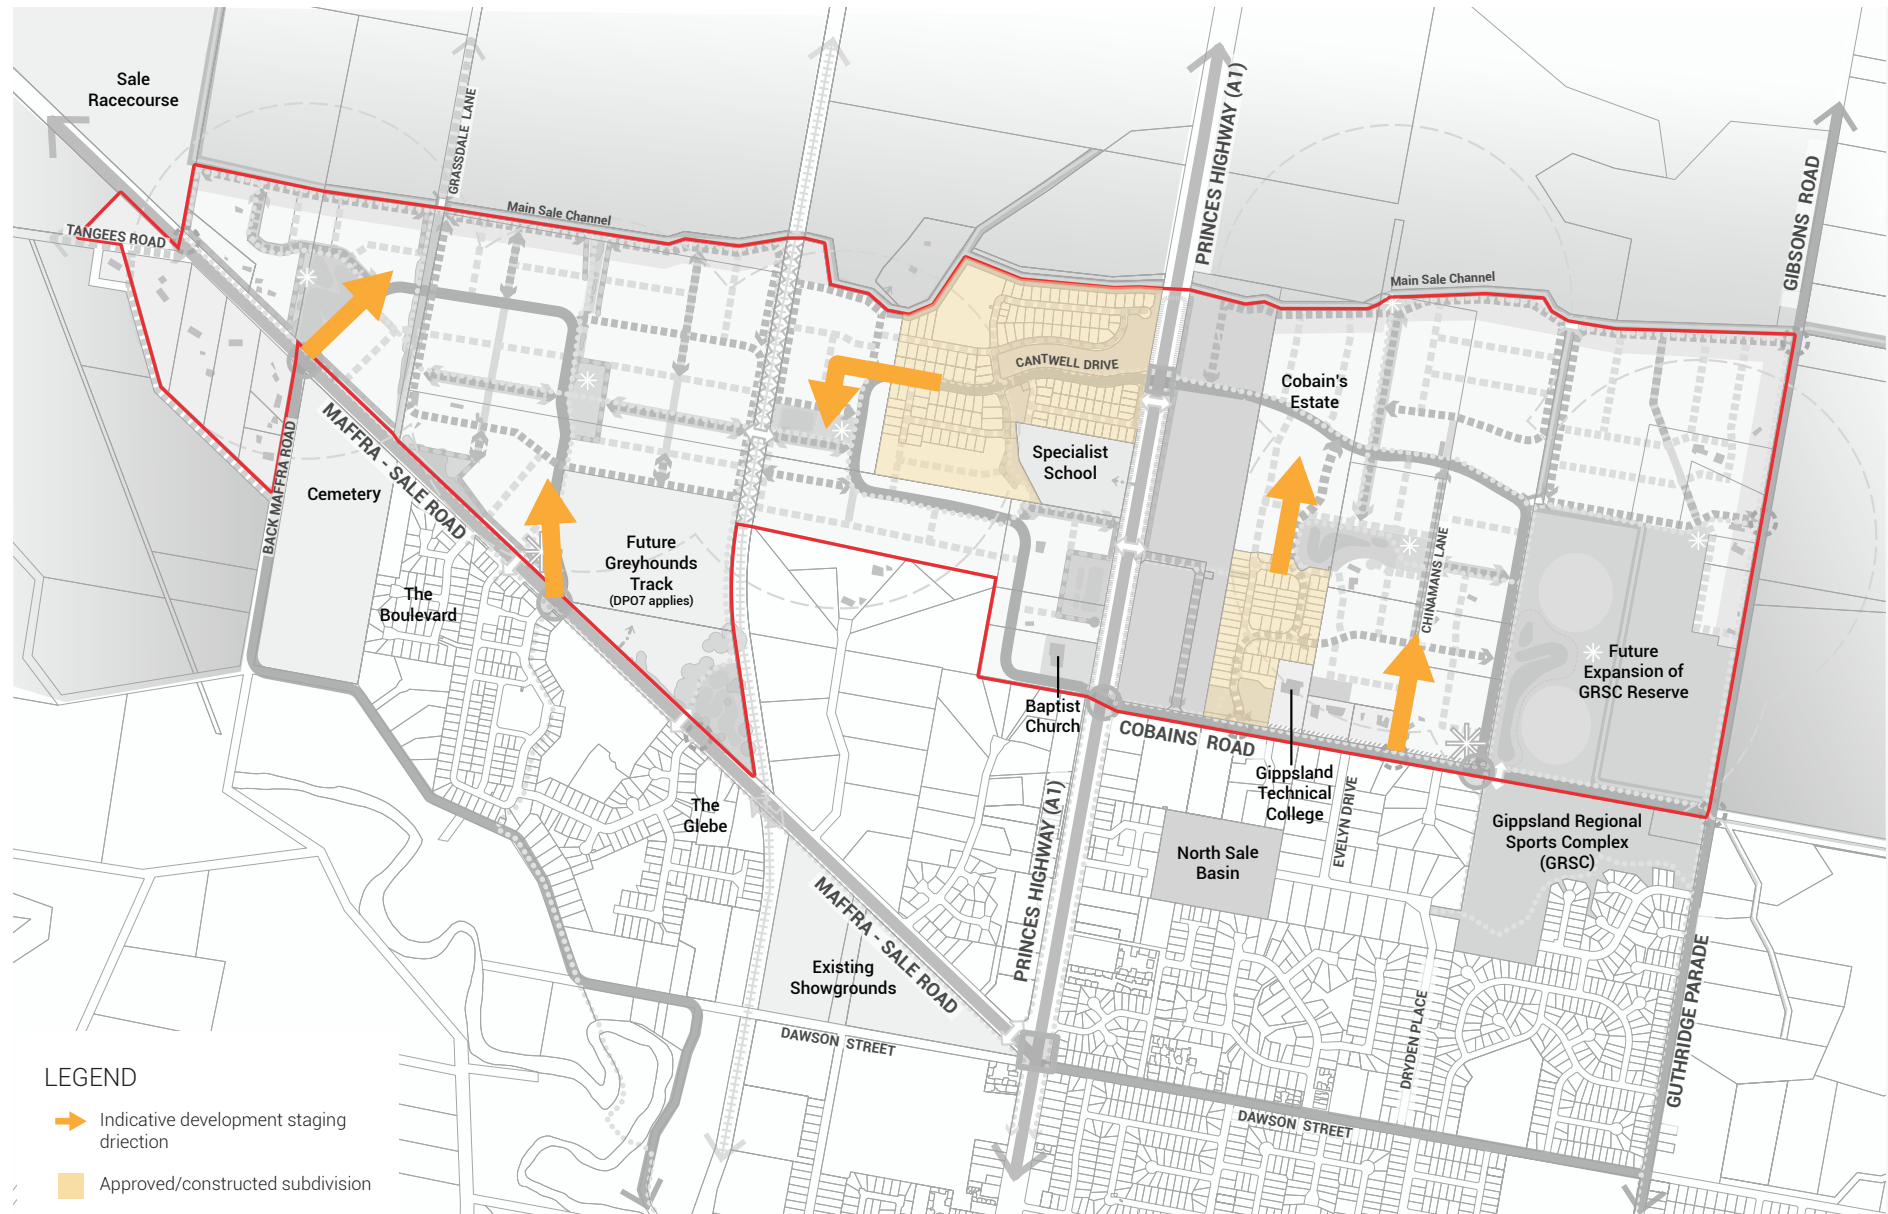 Sale
Racecourse
GRASSDALE LANE
PRINCES HIGHWAY (A1)
GIBSONS ROAD
TANGEES ROAD
Main Sale Channel
Main Sale Channel
CANTWELL DRIVE
Cobain's
Estate
Specialist
School
MAFFRA - SALE ROAD
BACK MAFFRA ROAD
Cemetery
Future
Greyhounds
Track
(DPO7 applies)
The
Boulevard
CHINAMANS LANE
Future
Expansion of
GRSC Reserve
Baptist
Church
COBAINS ROAD
Gippsland
Technical
College
EVELYN DRIVE
The
Glebe
Gippsland Regional
Sports Complex
(GRSC)
North Sale
Basin
MAFFRA - SALE ROAD
PRINCES HIGHWAY (A1)
Existing
Showgrounds
DAWSON STREET
DRYDEN PLACE
GUTHRIDGE PARADE
DAWSON STREET
LEGEND
Indicative development staging
driection
Approved/constructed subdivision